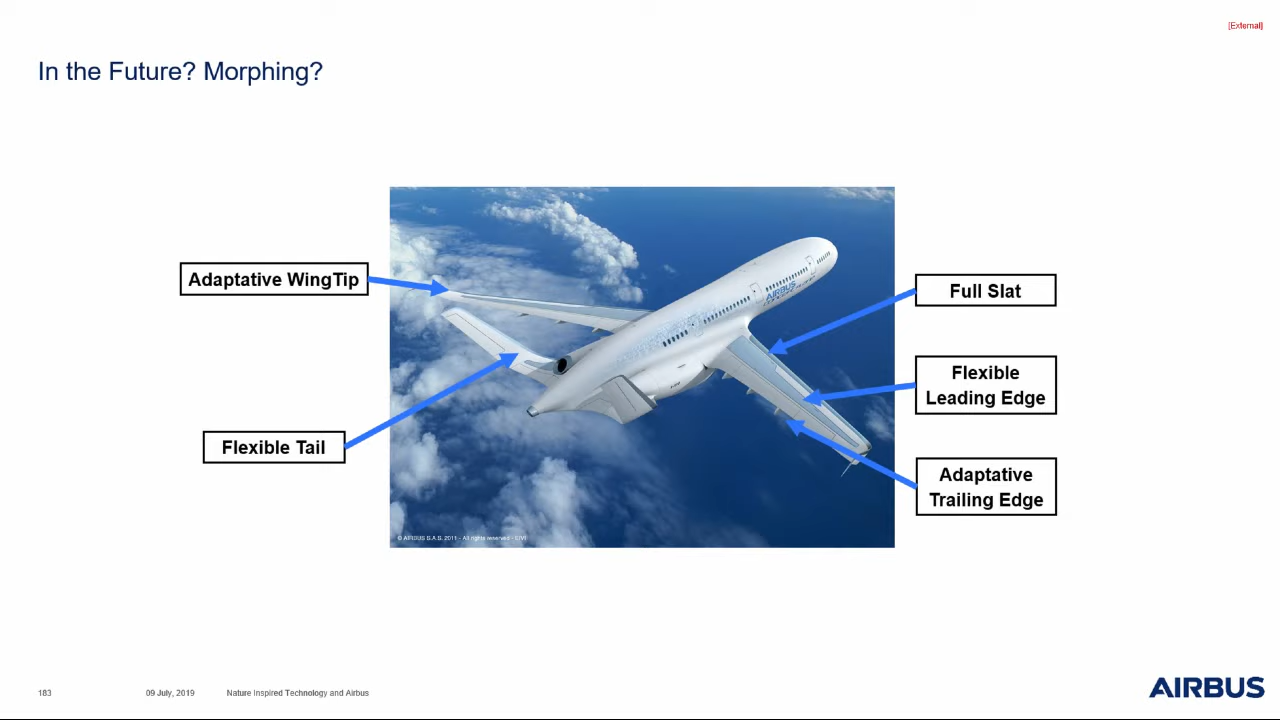 [External]
In the Future? Morphing?
Adaptative WingTip
Full Slat
Flexible
Leading Edge
Flexible Tail
Adaptative
Trailing Edge
AIRBUS
© AIRBUS S.A.S. 2011 - All rights reserved -
183
09 July, 2019
Nature Inspired Technology and Airbus
AIRBUS